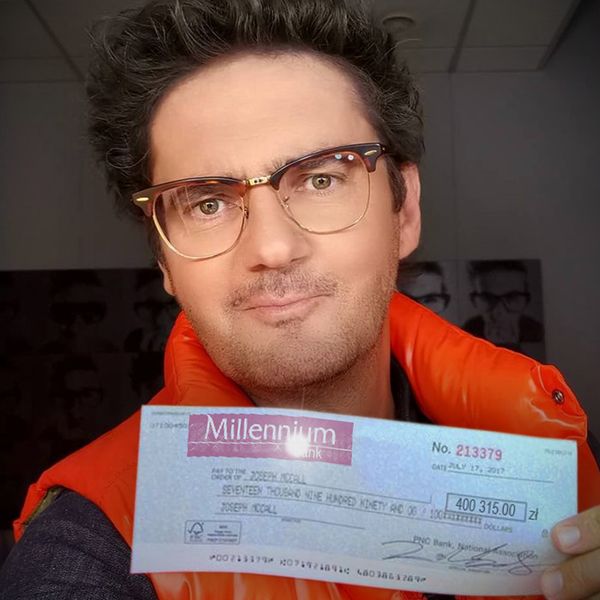 Millennium
Bank
No. 213379
DATE JULY 17, 2017
PAY TO THE
ORDER OF JOSEPH MCCALL
SEVENTEEN THOUSAND NINE HUNDRED NINETY AND 00 / 100
400 315.00 zł
DOLLARS
JOSEPH MCCALL
FSC
PNC Bank, National Association